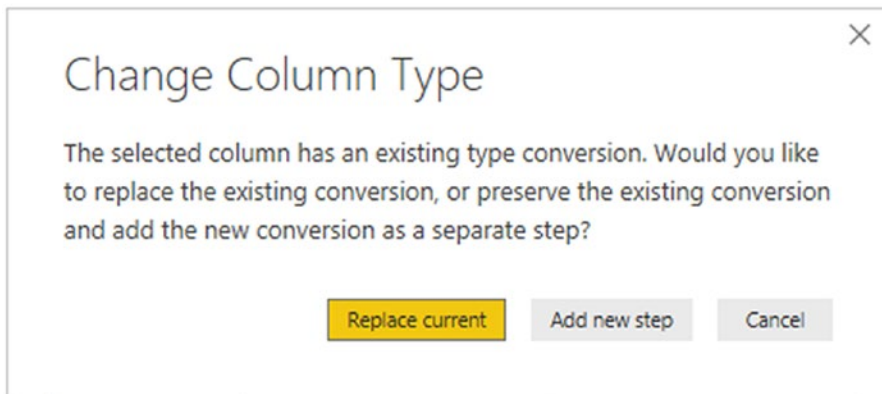 Change Column Type
The selected column has an existing type conversion. Would you like
to replace the existing conversion, or preserve the existing conversion
and add the new conversion as a separate step?
Replace current Add new step Cancel